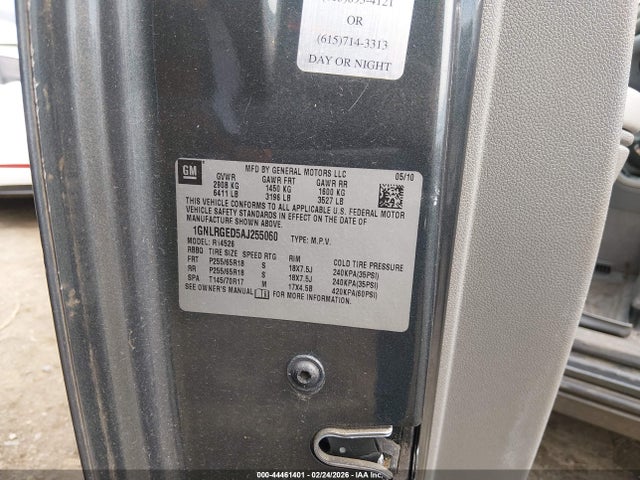 OR
(615)714-3313
DAY OR NIGHT
GM
MFD BY GENERAL MOTORS LLC
05/10
GVWR GAWR FRT GAWR RR
2908 KG 1450 KG 1600 KG
6411 LB 3196 LB 3527 LB
THIS VEHICLE CONFORMS TO ALL APPLICABLE U.S. FEDERAL MOTOR
VEHICLE SAFETY STANDARDS IN EFFECT ON THE DATE OF
MANUFACTURE SHOWN ABOVE.
1GNLRGED5AJ255060 TYPE: M.P.V.
MODEL: R14526
RBBO TIRE SIZE SPEED RTG RIM COLD TIRE PRESSURE
FRT P255/65R18 S 18X7.5J 240KPA(35PSI)
RR P255/65R18 S 18X7.5J 240KPA(35PSI)
SPA T145/70R17 M 17X4.5B 420KPA(60PSI)
SEE OWNER'S MANUAL FOR MORE INFORMATION.
000-44461401 - 02/24/2026 - LOWELL